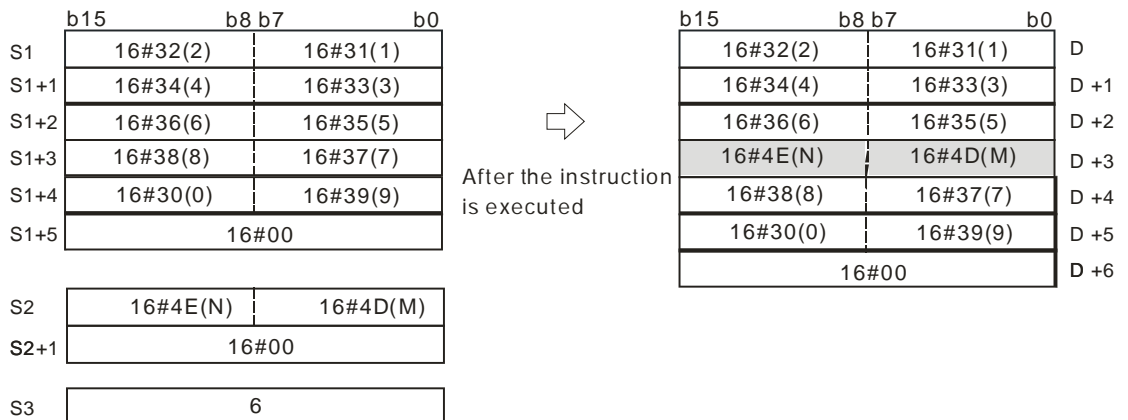 b15 b8 b7 b0
S1 16#32(2) 16#31(1)
S1+1 16#34(4) 16#33(3)
S1+2 16#36(6) 16#35(5)
S1+3 16#38(8) 16#37(7)
S1+4 16#30(0) 16#39(9)
S1+5 16#00
S2 16#4E(N) 16#4D(M)
S2+1 16#00
S3 6
After the instruction
is executed
b15 b8 b7 b0
16#32(2) 16#31(1) D
16#34(4) 16#33(3) D +1
16#36(6) 16#35(5) D +2
16#4E(N) 16#4D(M) D +3
16#38(8) 16#37(7) D +4
16#30(0) 16#39(9) D +5
16#00 D +6